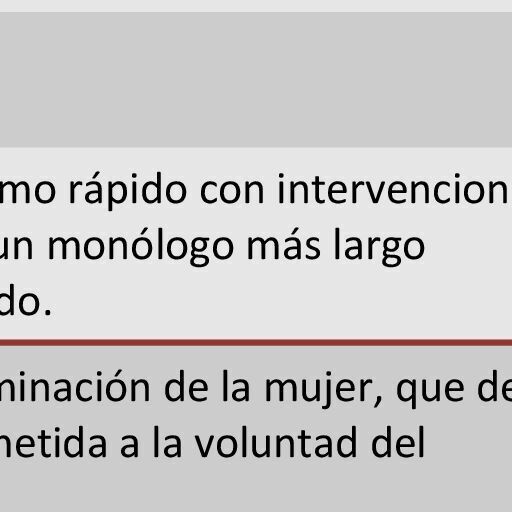 mo rápido con intervencion
un monólogo más largo
do.
minación de la mujer, que de
netida a la voluntad del